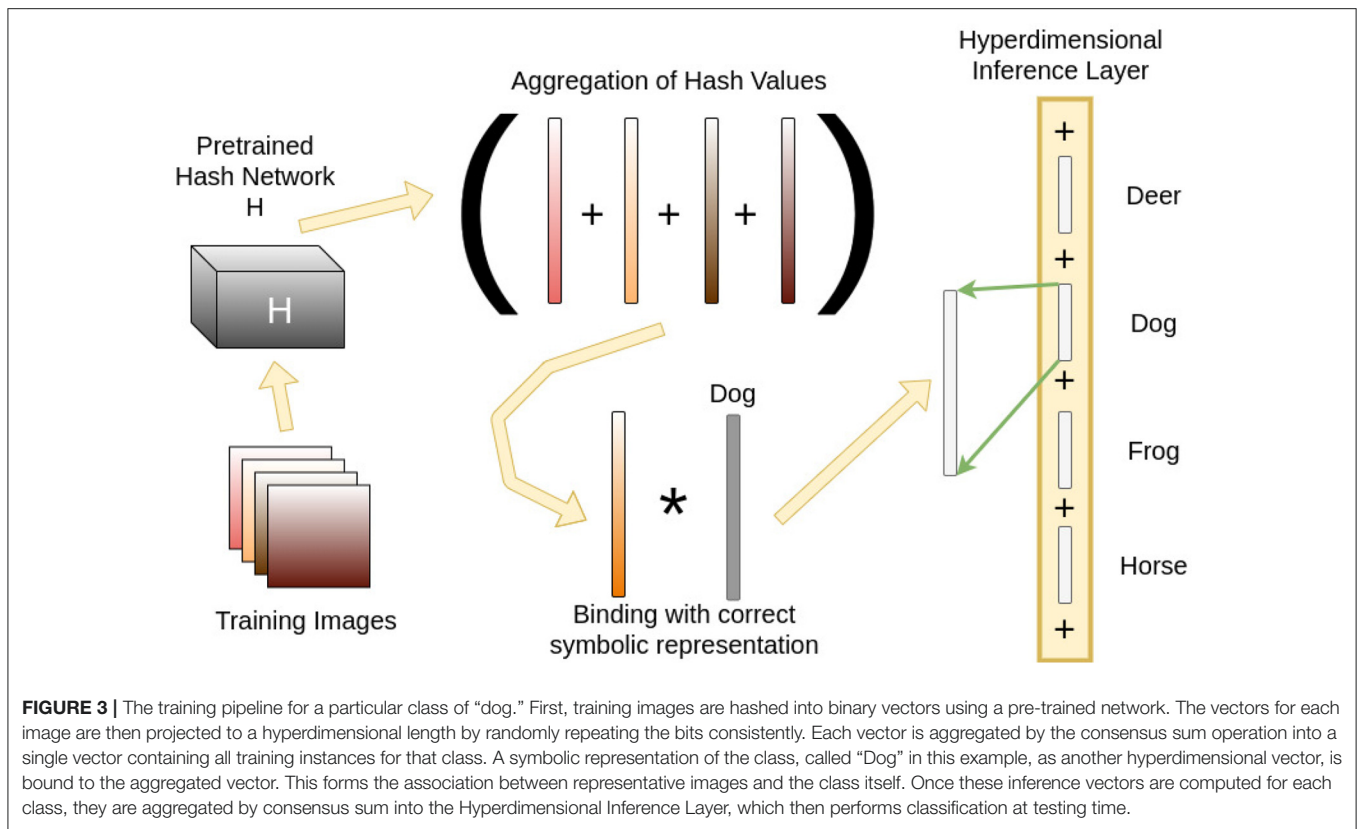 Hyperdimensional
Inference Layer
Aggregation of Hash Values
Pretrained
Hash Network
H
( + + + )
H
+
Deer
+
Dog
+
Frog
+
Horse
+
Dog
*
Training Images
Binding with correct
symbolic representation
FIGURE 3 | The training pipeline for a particular class of “dog.” First, training images are hashed into binary vectors using a pre-trained network. The vectors for each
image are then projected to a hyperdimensional length by randomly repeating the bits consistently. Each vector is aggregated by the consensus sum operation into a
single vector containing all training instances for that class. A symbolic representation of the class, called “Dog” in this example, as another hyperdimensional vector, is
bound to the aggregated vector. This forms the association between representative images and the class itself. Once these inference vectors are computed for each
class, they are aggregated by consensus sum into the Hyperdimensional Inference Layer, which then performs classification at testing time.